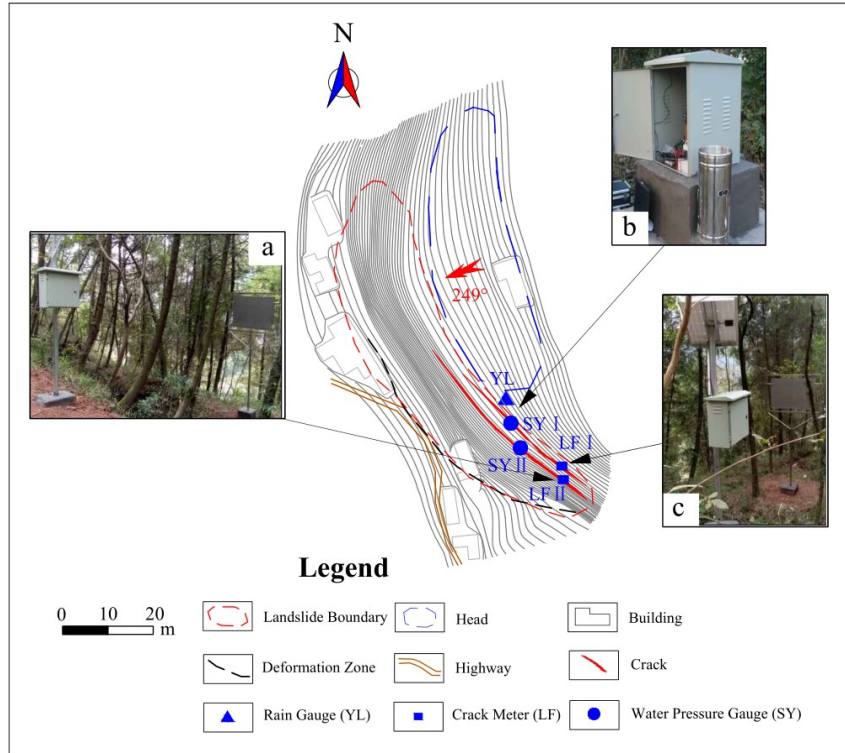 N
b
a
249°
YL
SY Ⅰ
LF Ⅰ
SY Ⅱ
LF Ⅱ
c
Legend
0 10 20
m
Landslide Boundary
Head
Building
Deformation Zone
Highway
Crack
Rain Gauge (YL)
Crack Meter (LF)
Water Pressure Gauge (SY)